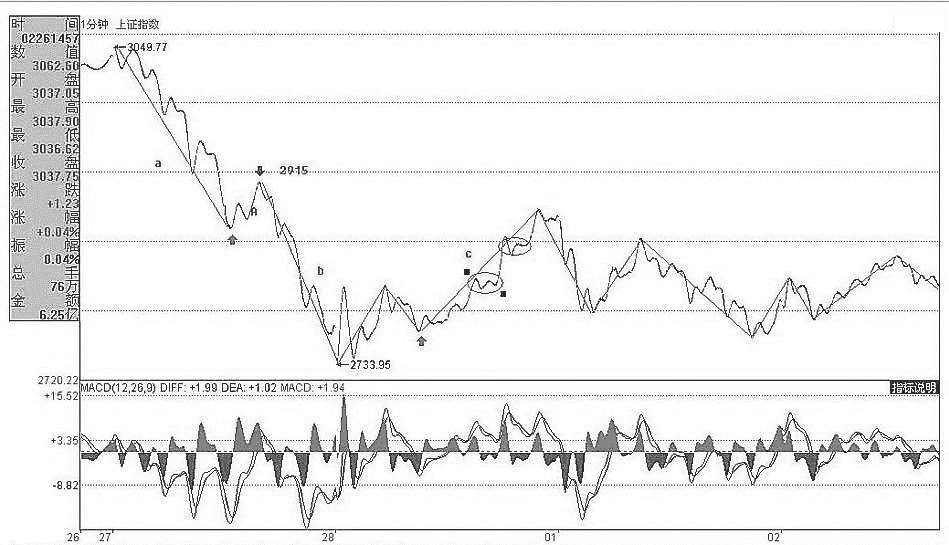 1分钟 上证指数
时 间
02261457
数 值
3062.60
开 盘
3037.05
最 高
3037.90
最 低
3036.62
收 盘
3037.75
涨 跌
+1.23
涨 幅
+0.04%
振 幅
0.04%
总 手
76万
金 额
6.25亿
3049.77
a
2915
A
b
c
2733.95
2720.22
MACD(12,26,9) DIFF: +1.99 DEA: +1.02 MACD: +1.94
指标说明
+15.52
+3.35
-8.82
26 27 28 01 02